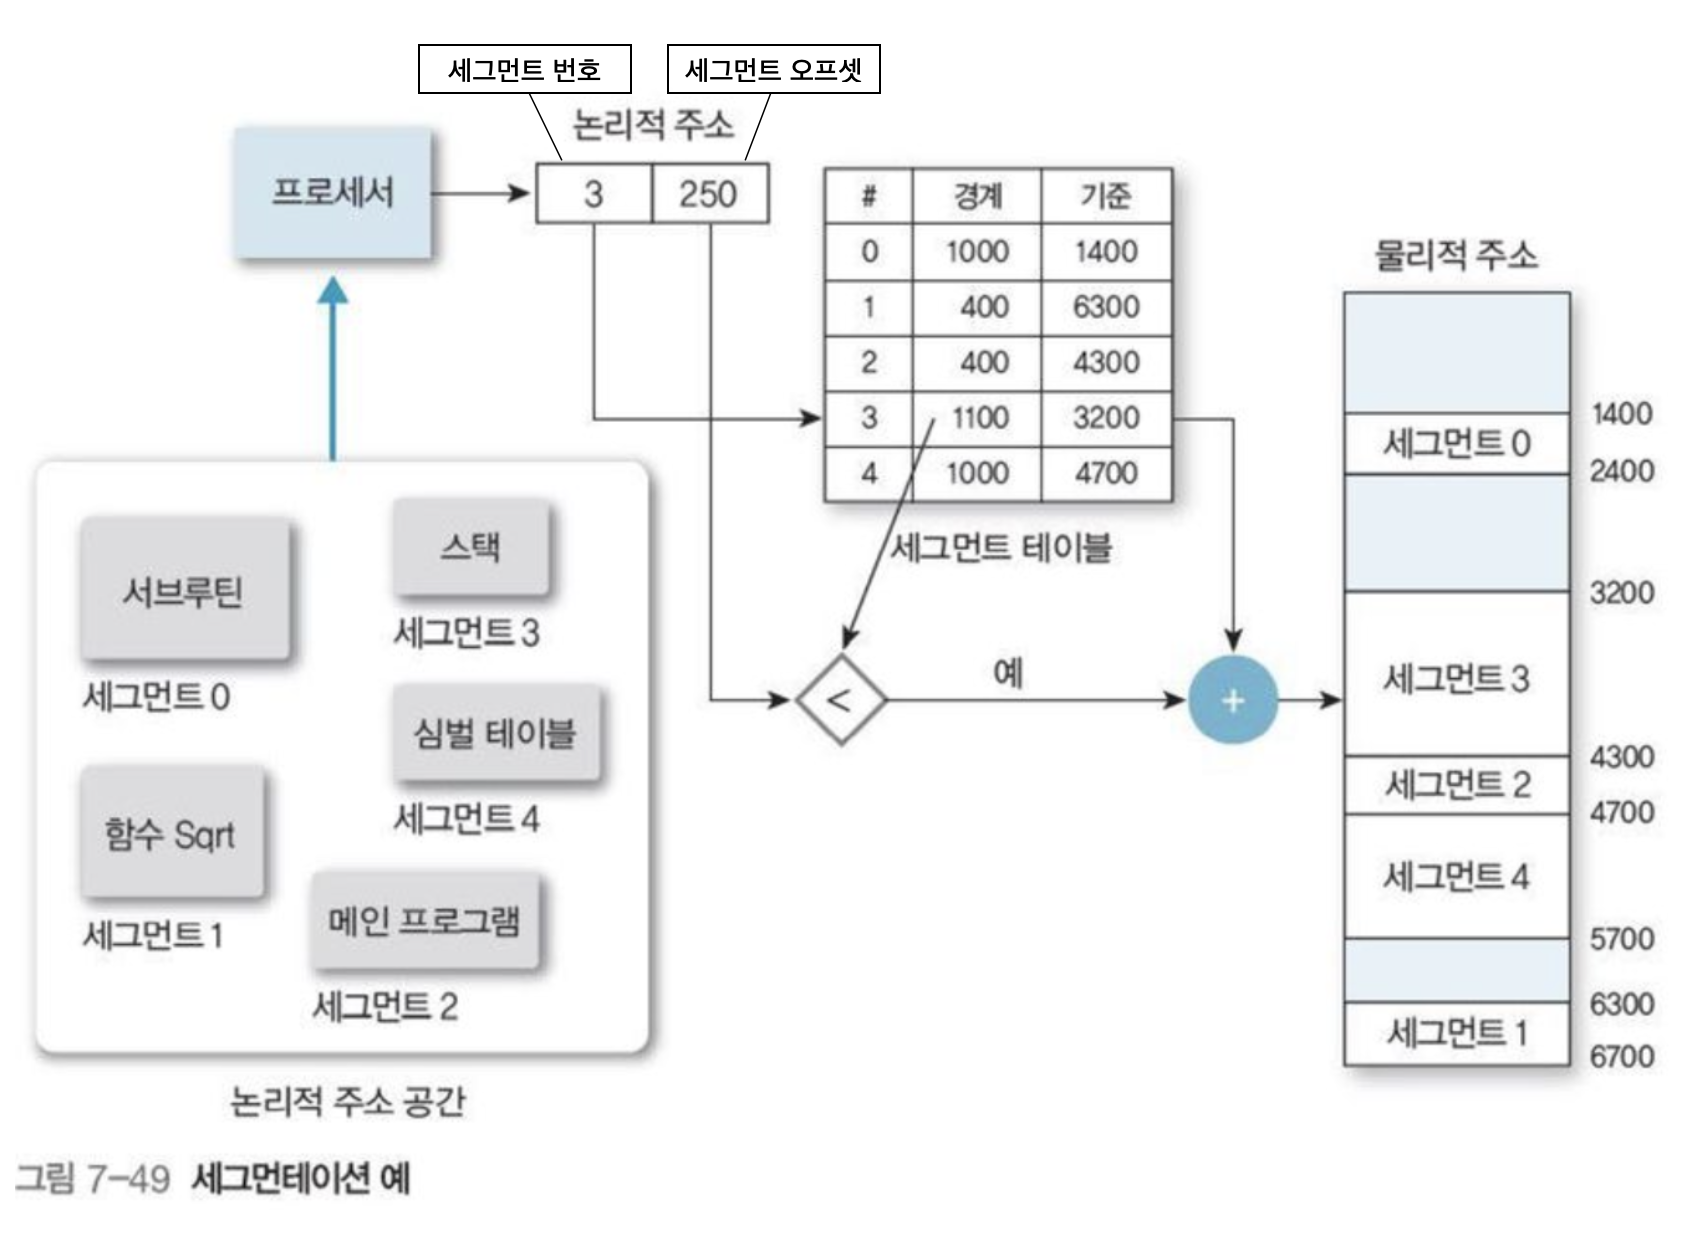 세그먼트 번호
세그먼트 오프셋
논리적 주소
프로세서
3 250
# 경계 기준
0 1000 1400
1 400 6300
2 400 4300
3 1100 3200
4 1000 4700
세그먼트 테이블
<
예
+
물리적 주소
1400
세그먼트 0
2400
3200
세그먼트 3
4300
세그먼트 2
4700
세그먼트 4
5700
6300
세그먼트 1
6700
서브루틴
세그먼트 0
스택
세그먼트 3
심벌 테이블
세그먼트 4
함수 Sqrt
세그먼트 1
메인 프로그램
세그먼트 2
논리적 주소 공간
그림 7-49 세그먼테이션 예